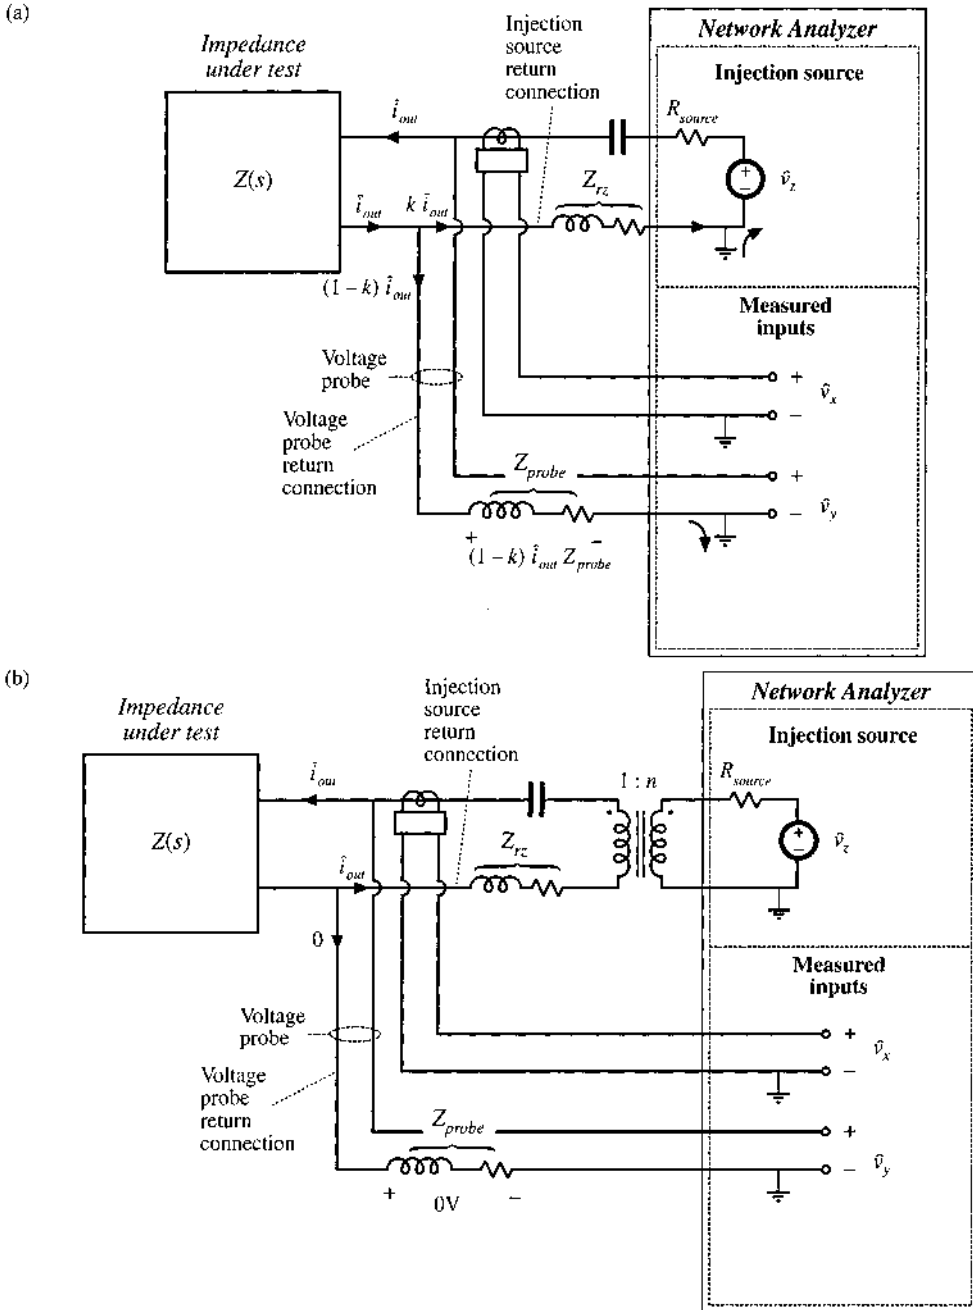 (a)
Impedance
under test
Z(s)
î_out
Injection
source
return
connection
Network Analyzer
Injection source
R_source
v̂_z
Z_rz
î_out
k î_out
(1 – k) î_out
Measured
inputs
Voltage
probe
+
v̂_x
–
Voltage
probe
return
connection
Z_probe
+
v̂_y
–
+ –
(1 – k) î_out Z_probe
(b)
Impedance
under test
Z(s)
î_out
Injection
source
return
connection
Network Analyzer
Injection source
1 : n
R_source
v̂_z
Z_rz
î_out
0
Measured
inputs
Voltage
probe
+
v̂_x
–
Voltage
probe
return
connection
Z_probe
+
v̂_y
–
+ 0V –